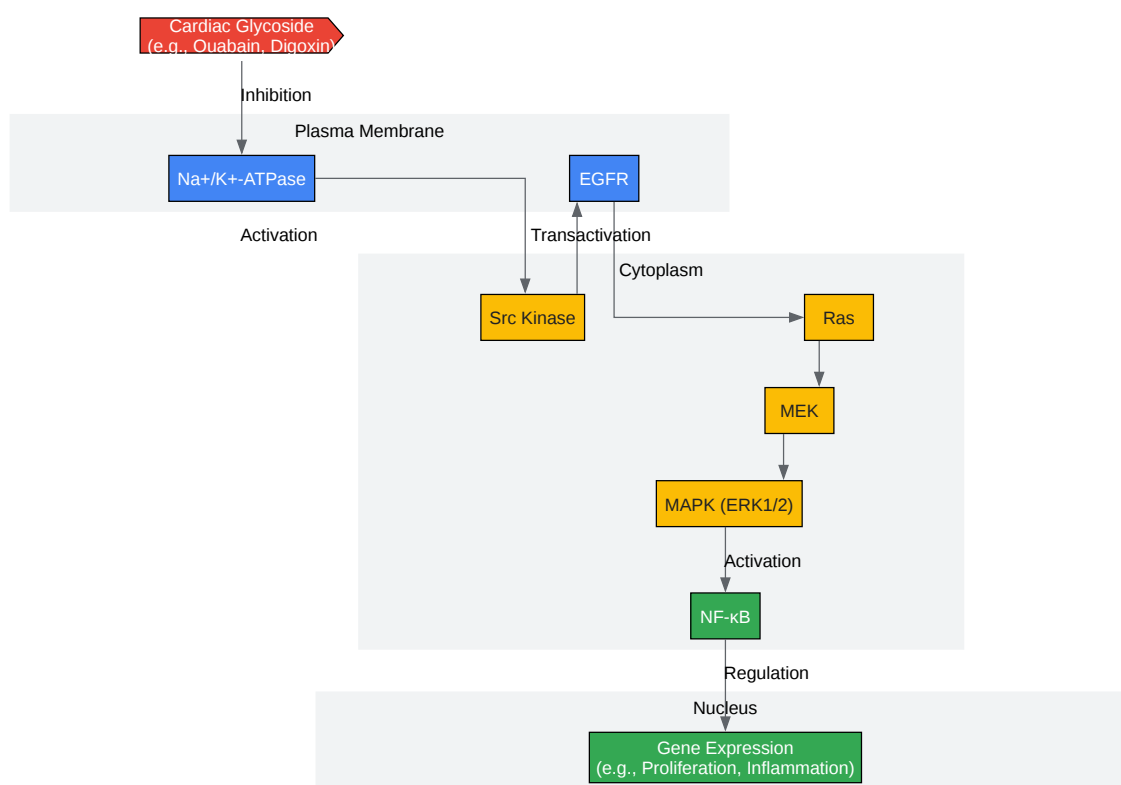 Cardiac Glycoside
(e.g., Ouabain, Digoxin)
Inhibition
Plasma Membrane
Na+/K+-ATPase
EGFR
Activation
Transactivation
Cytoplasm
Src Kinase
Ras
MEK
MAPK (ERK1/2)
Activation
NF-κB
Regulation
Nucleus
Gene Expression
(e.g., Proliferation, Inflammation)